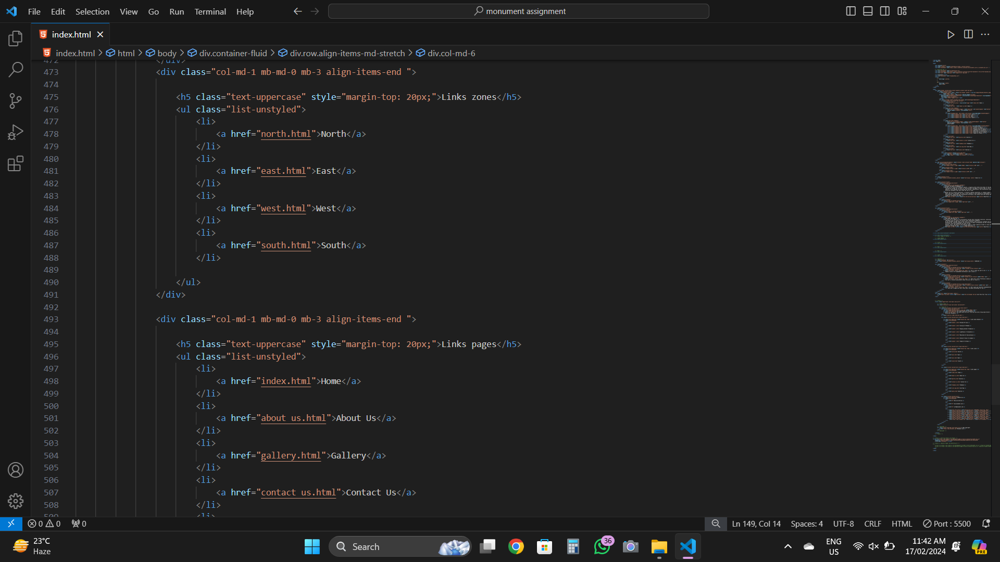 File Edit Selection View Go Run Terminal Help
monument assignment
index.html
index.html > html > body > div.container-fluid > div.row.align-items-md-stretch > div.col-md-6
472 </div>
473 <div class="col-md-1 mb-md-0 mb-3 align-items-end ">
474
475 <h5 class="text-uppercase" style="margin-top: 20px;">Links zones</h5>
476 <ul class="list-unstyled">
477 <li>
478 <a href="north.html">North</a>
479 </li>
480 <li>
481 <a href="east.html">East</a>
482 </li>
483 <li>
484 <a href="west.html">West</a>
485 </li>
486 <li>
487 <a href="south.html">South</a>
488 </li>
489
490 </ul>
491 </div>
492
493 <div class="col-md-1 mb-md-0 mb-3 align-items-end ">
494
495 <h5 class="text-uppercase" style="margin-top: 20px;">Links pages</h5>
496 <ul class="list-unstyled">
497 <li>
498 <a href="index.html">Home</a>
499 </li>
500 <li>
501 <a href="about us.html">About Us</a>
502 </li>
503 <li>
504 <a href="gallery.html">Gallery</a>
505 </li>
506 <li>
507 <a href="contact us.html">Contact Us</a>
508 </li>
509 <li>
0 0 0 Ln 149, Col 14 Spaces: 4 UTF-8 CRLF HTML Port : 5500
23°C
Haze
Search
36
PRE
ENG
US
11:42 AM
17/02/2024